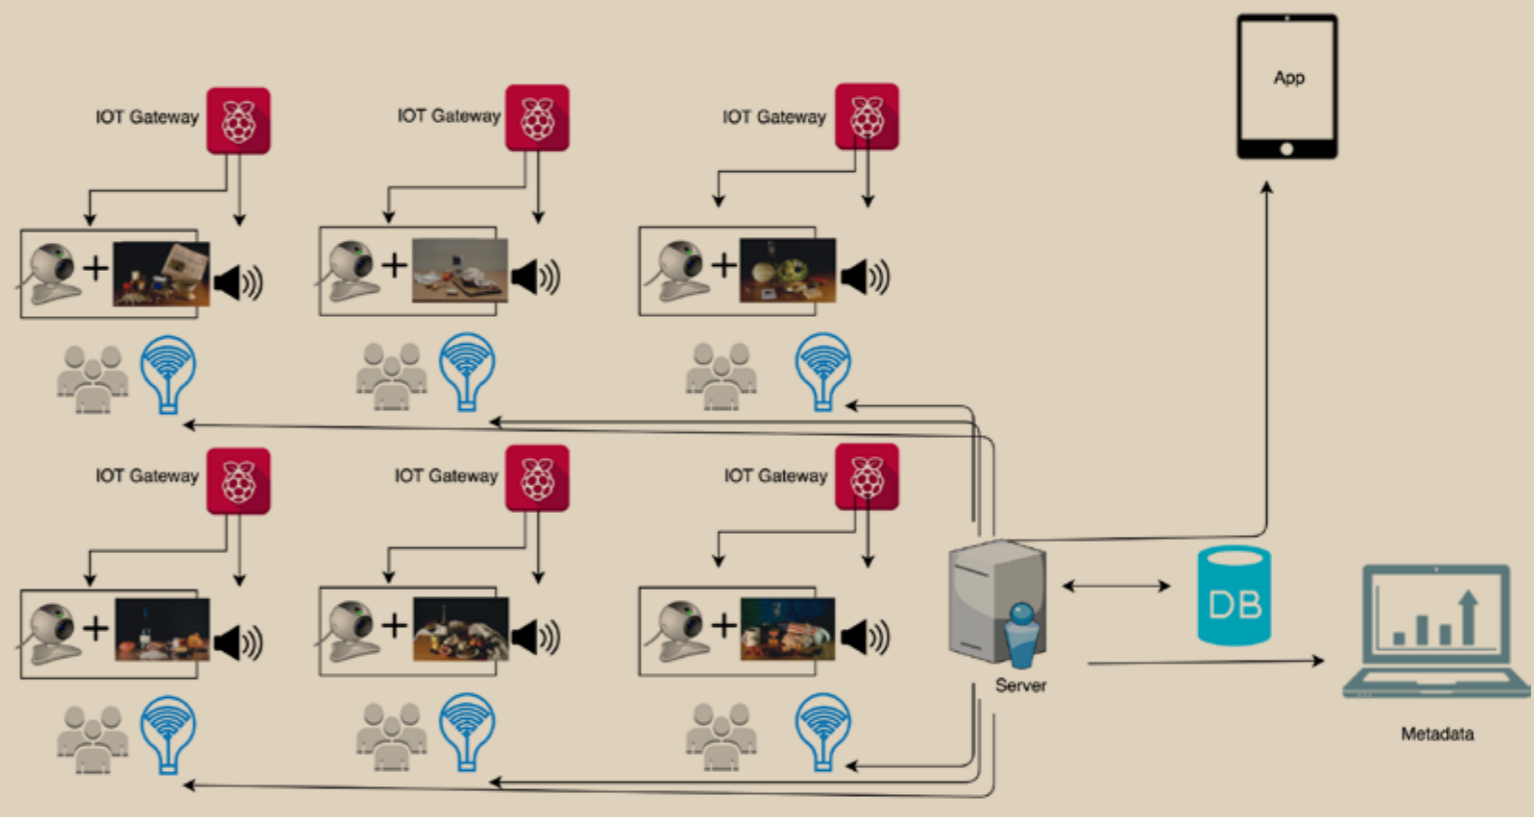 App
IOT Gateway
IOT Gateway
IOT Gateway
IOT Gateway
IOT Gateway
IOT Gateway
DB
Server
Metadata